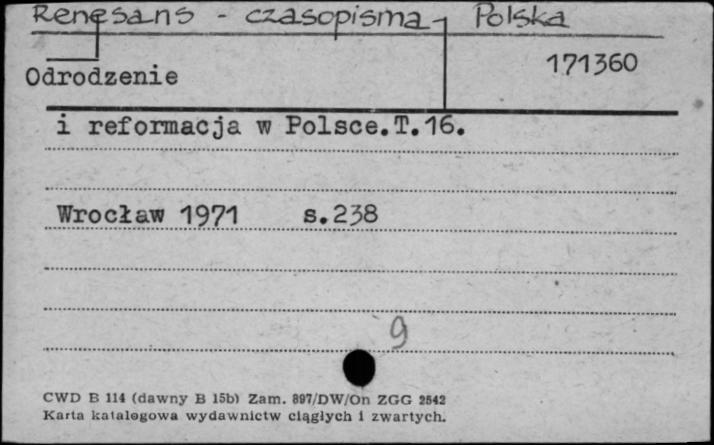 Renesans - czasopisma - Polska
171360
Odrodzenie
i reformacja w Polsce.T.16.
Wrocław 1971 s.238
9
CWD B 114 (dawny B 15b) Zam. 897/DW/On ZGG 2542
Karta katalogowa wydawnictw ciągłych i zwartych.